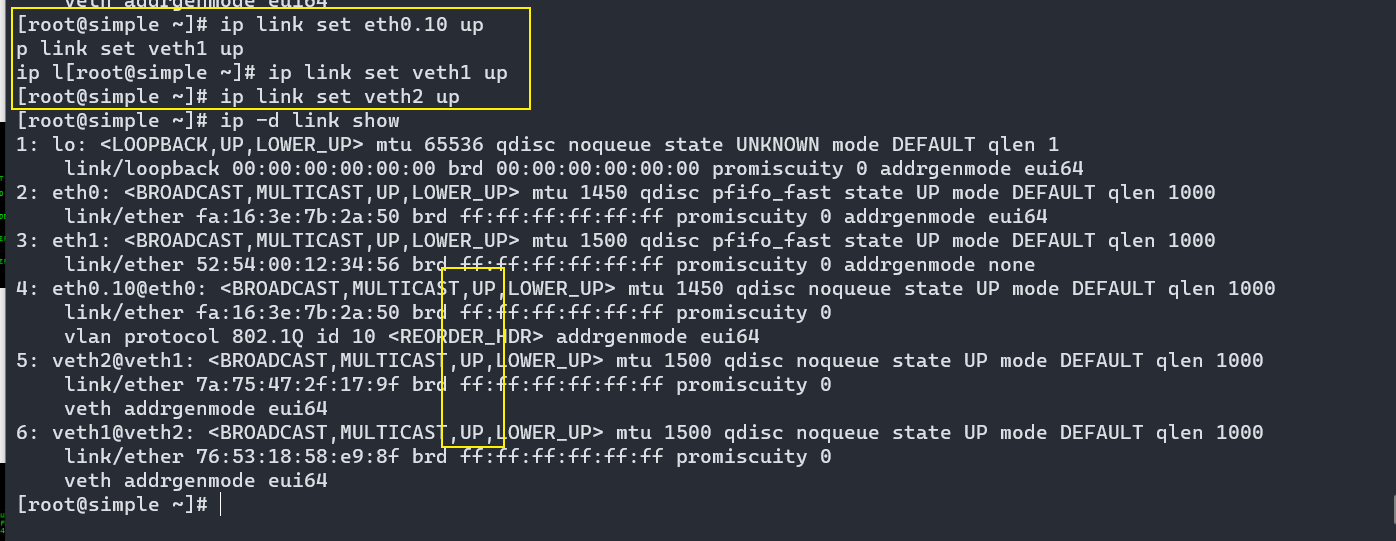 veth addrgenmode eui64
[root@simple ~]# ip link set eth0.10 up
p link set veth1 up
ip l[root@simple ~]# ip link set veth1 up
[root@simple ~]# ip link set veth2 up
[root@simple ~]# ip -d link show
1: lo: <LOOPBACK,UP,LOWER_UP> mtu 65536 qdisc noqueue state UNKNOWN mode DEFAULT qlen 1
    link/loopback 00:00:00:00:00:00 brd 00:00:00:00:00:00 promiscuity 0 addrgenmode eui64
2: eth0: <BROADCAST,MULTICAST,UP,LOWER_UP> mtu 1450 qdisc pfifo_fast state UP mode DEFAULT qlen 1000
    link/ether fa:16:3e:7b:2a:50 brd ff:ff:ff:ff:ff:ff promiscuity 0 addrgenmode eui64
3: eth1: <BROADCAST,MULTICAST,UP,LOWER_UP> mtu 1500 qdisc pfifo_fast state UP mode DEFAULT qlen 1000
    link/ether 52:54:00:12:34:56 brd ff:ff:ff:ff:ff:ff promiscuity 0 addrgenmode none
4: eth0.10@eth0: <BROADCAST,MULTICAST,UP,LOWER_UP> mtu 1450 qdisc noqueue state UP mode DEFAULT qlen 1000
    link/ether fa:16:3e:7b:2a:50 brd ff:ff:ff:ff:ff:ff promiscuity 0
    vlan protocol 802.1Q id 10 <REORDER_HDR> addrgenmode eui64
5: veth2@veth1: <BROADCAST,MULTICAST,UP,LOWER_UP> mtu 1500 qdisc noqueue state UP mode DEFAULT qlen 1000
    link/ether 7a:75:47:2f:17:9f brd ff:ff:ff:ff:ff:ff promiscuity 0
    veth addrgenmode eui64
6: veth1@veth2: <BROADCAST,MULTICAST,UP,LOWER_UP> mtu 1500 qdisc noqueue state UP mode DEFAULT qlen 1000
    link/ether 76:53:18:58:e9:8f brd ff:ff:ff:ff:ff:ff promiscuity 0
    veth addrgenmode eui64
[root@simple ~]#